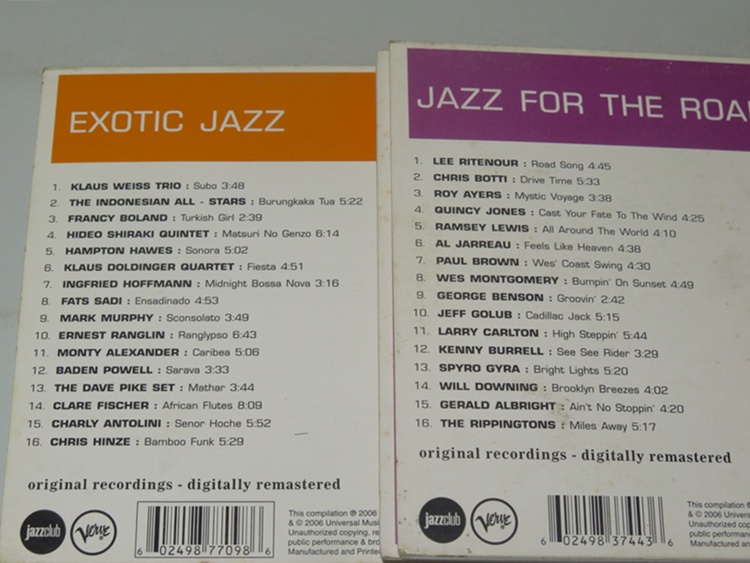 EXOTIC JAZZ
1. KLAUS WEISS TRIO : Subo 3:48
2. THE INDONESIAN ALL - STARS : Burungkaka Tua 5:22
3. FRANCY BOLAND : Turkish Girl 2:39
4. HIDEO SHIRAKI QUINTET : Matsuri No Genzo 6:14
5. HAMPTON HAWES : Sonora 5:02
6. KLAUS DOLDINGER QUARTET : Fiesta 4:51
7. INGFRIED HOFFMANN : Midnight Bossa Nova 3:16
8. FATS SADI : Ensadinado 4:53
9. MARK MURPHY : Sconsolato 3:49
10. ERNEST RANGLIN : Ranglypso 6:43
11. MONTY ALEXANDER : Caribea 5:06
12. BADEN POWELL : Sarava 3:33
13. THE DAVE PIKE SET : Mathar 3:44
14. CLARE FISCHER : African Flutes 8:09
15. CHARLY ANTOLINI : Senor Hoche 5:52
16. CHRIS HINZE : Bamboo Funk 5:29
original recordings - digitally remastered
jazzclub
Verve
6 02498 77098 6
This compilation ℗ 2006
& © 2006 Universal Musi
Unauthorized copying, re
public performance & bro
Manufactured and Printe
JAZZ FOR THE ROA
1. LEE RITENOUR : Road Song 4:45
2. CHRIS BOTTI : Drive Time 5:33
3. ROY AYERS : Mystic Voyage 3:38
4. QUINCY JONES : Cast Your Fate To The Wind 4:25
5. RAMSEY LEWIS : All Around The World 4:10
6. AL JARREAU : Feels Like Heaven 4:38
7. PAUL BROWN : Wes' Coast Swing 4:30
8. WES MONTGOMERY : Bumpin' On Sunset 4:49
9. GEORGE BENSON : Groovin' 2:42
10. JEFF GOLUB : Cadillac Jack 5:15
11. LARRY CARLTON : High Steppin' 5:44
12. KENNY BURRELL : See See Rider 3:29
13. SPYRO GYRA : Bright Lights 5:20
14. WILL DOWNING : Brooklyn Breezes 4:02
15. GERALD ALBRIGHT : Ain't No Stoppin' 4:20
16. THE RIPPINGTONS : Miles Away 5:17
original recordings - digitally remastered
jazzclub
Verve
6 02498 37443 6
This compilation
& © 2006 Univers
Unauthorized cop
public performanc
Manufactured and